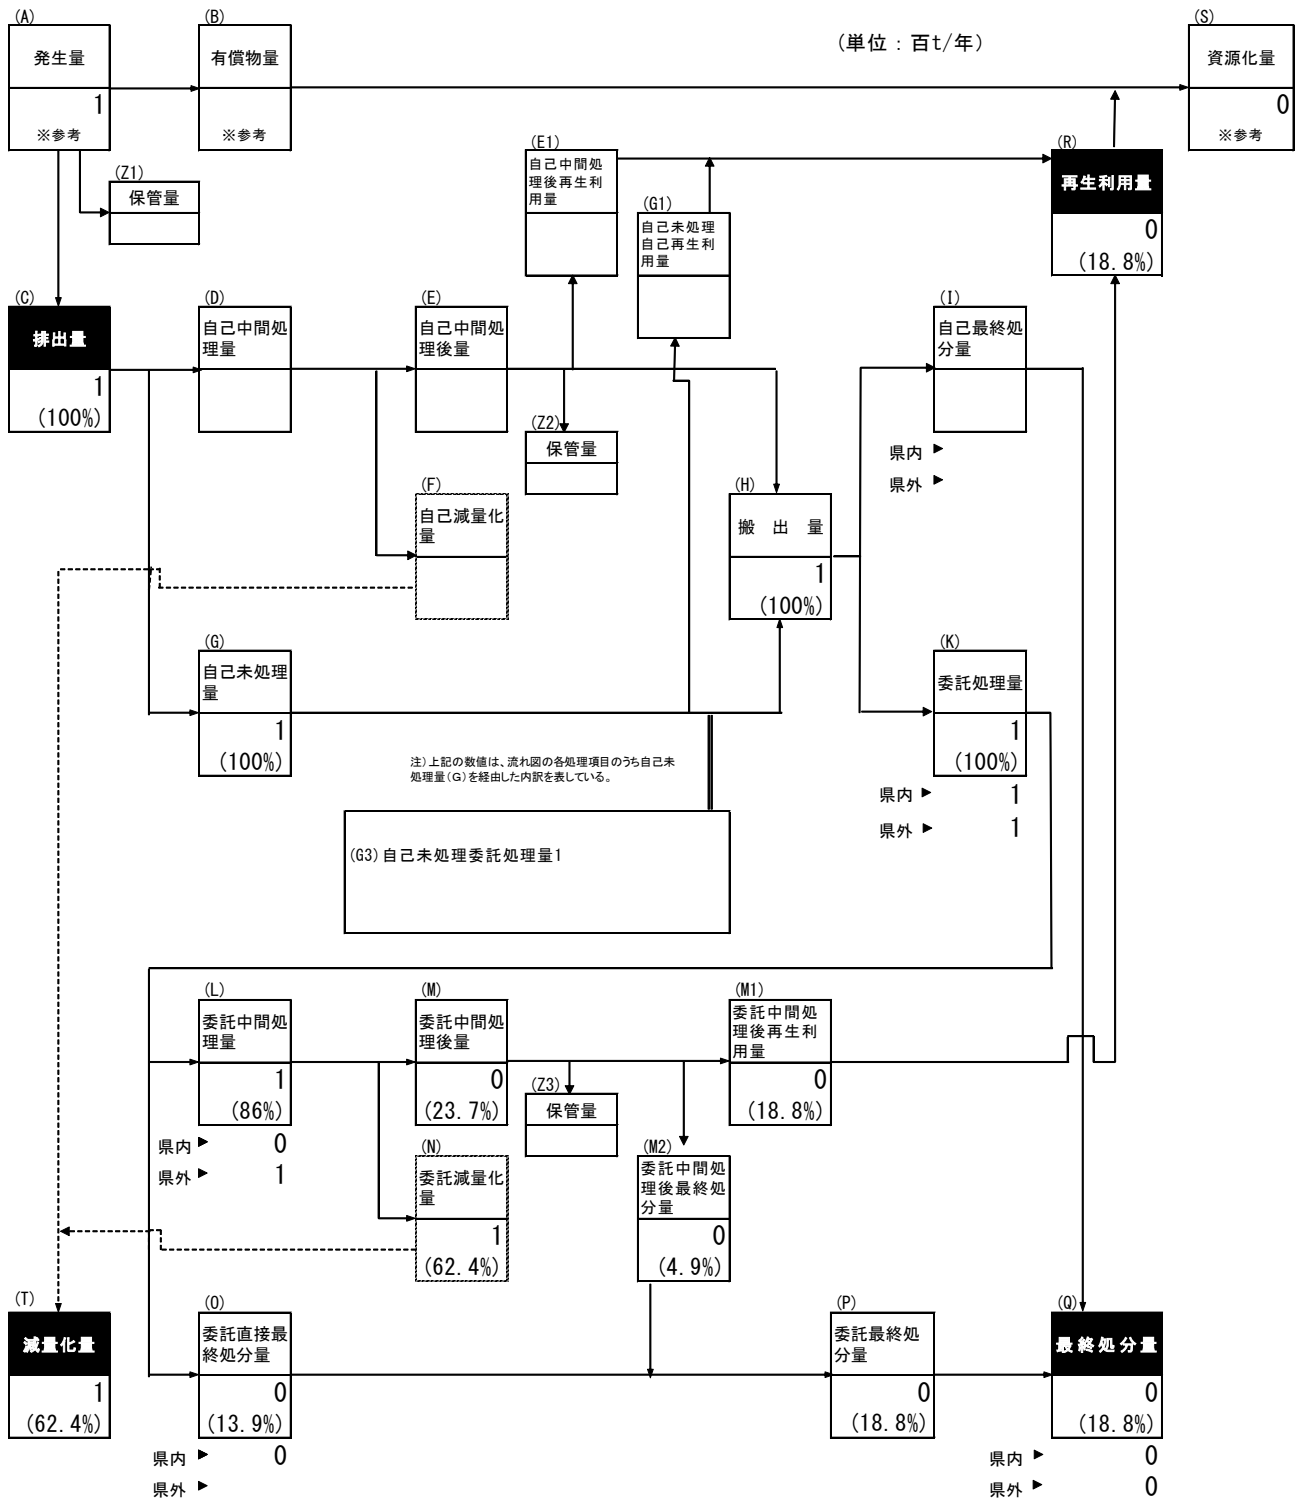 (A)
発生量
1
※参考
(B)
有償物量
※参考
(単位：百t/年)
(S)
資源化量
0
※参考
(Z1)
保管量
(E1)
自己中間処
理後再生利
用量
(G1)
自己未処理
自己再生利
用量
(R)
再生利用量
0
(18.8%)
(C)
排出量
1
(100%)
(D)
自己中間処
理量
(E)
自己中間処
理後量
(I)
自己最終処
分量
県内 ▶
県外 ▶
(Z2)
保管量
(F)
自己減量化
量
(H)
搬出量
1
(100%)
(G)
自己未処理
量
1
(100%)
(K)
委託処理量
1
(100%)
県内 ▶ 1
県外 ▶ 1
注)上記の数値は、流れ図の各処理項目のうち自己未
処理量(G)を経由した内訳を表している。
(G3)自己未処理委託処理量1
(L)
委託中間処
理量
1
(86%)
県内 ▶ 0
県外 ▶ 1
(M)
委託中間処
理後量
0
(23.7%)
(Z3)
保管量
(M1)
委託中間処
理後再生利
用量
0
(18.8%)
(N)
委託減量化
量
1
(62.4%)
(M2)
委託中間処
理後最終処
分量
0
(4.9%)
(T)
減量化量
1
(62.4%)
(O)
委託直接最
終処分量
0
(13.9%)
県内 ▶ 0
県外 ▶
(P)
委託最終処
分量
0
(18.8%)
(Q)
最終処分量
0
(18.8%)
県内 ▶ 0
県外 ▶ 0